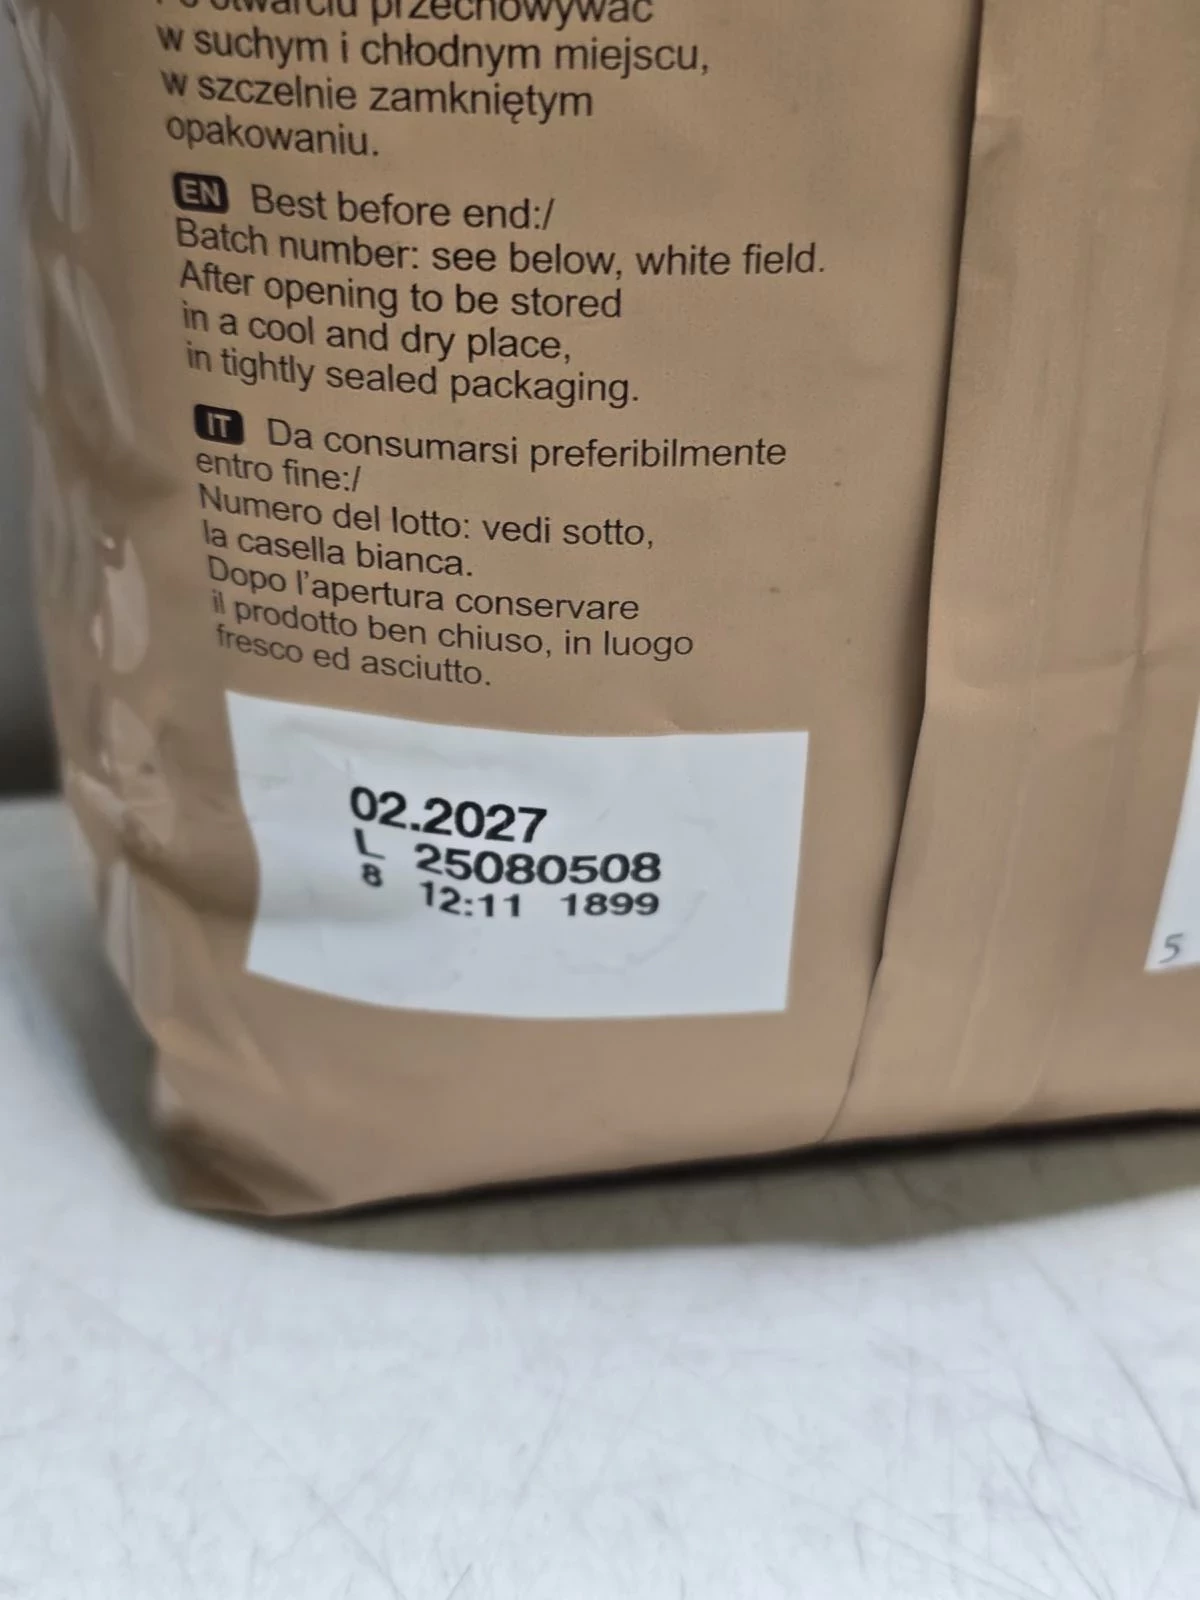 otwarciu przechowywać
w suchym i chłodnym miejscu,
w szczelnie zamkniętym
opakowaniu.
EN Best before end:/
Batch number: see below, white field.
After opening to be stored
in a cool and dry place,
in tightly sealed packaging.
IT Da consumarsi preferibilmente
entro fine:/
Numero del lotto: vedi sotto,
la casella bianca.
Dopo l'apertura conservare
il prodotto ben chiuso, in luogo
fresco ed asciutto.
02.2027
L 25080508
8 12:11 1899
5